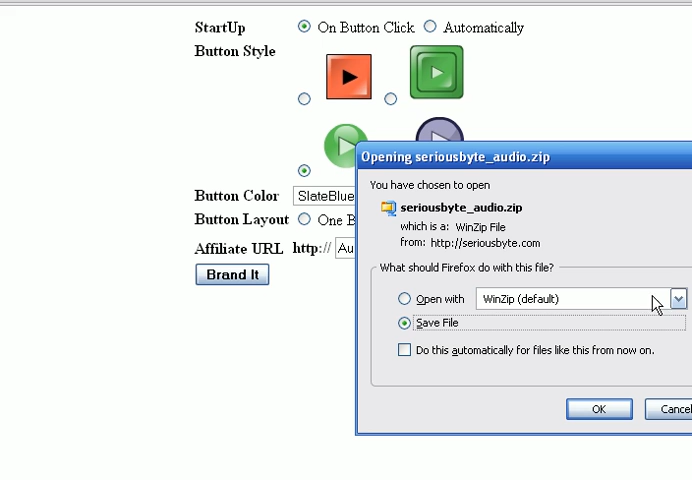 StartUp On Button Click Automatically
Button Style
Opening seriousbyte_audio.zip
You have chosen to open
seriousbyte_audio.zip
which is a: WinZip File
from: http://seriousbyte.com
What should Firefox do with this file?
Open with WinZip (default)
Save File
Do this automatically for files like this from now on.
OK Cancel
Button Color SlateBlue
Button Layout One B
Affiliate URL http:// Au
Brand It